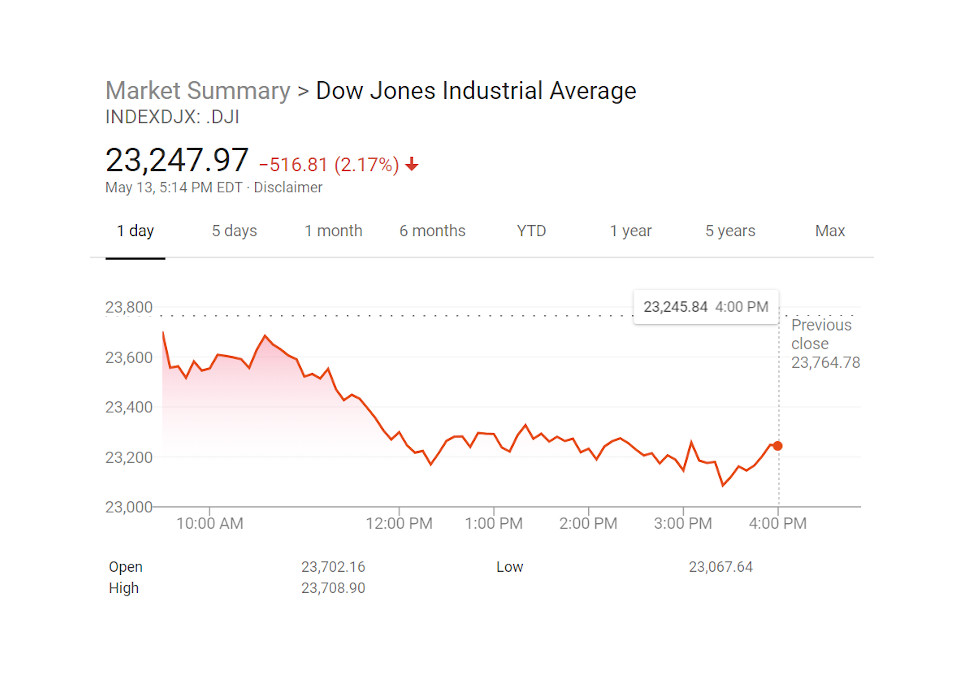 Market Summary > Dow Jones Industrial Average
INDEXDJX: .DJI
23,247.97 −516.81 (2.17%)
May 13, 5:14 PM EDT · Disclaimer
1 day 5 days 1 month 6 months YTD 1 year 5 years Max
23,800
23,600
23,400
23,200
23,000
23,245.84 4:00 PM
Previous
close
23,764.78
10:00 AM 12:00 PM 1:00 PM 2:00 PM 3:00 PM 4:00 PM
Open 23,702.16 Low 23,067.64
High 23,708.90